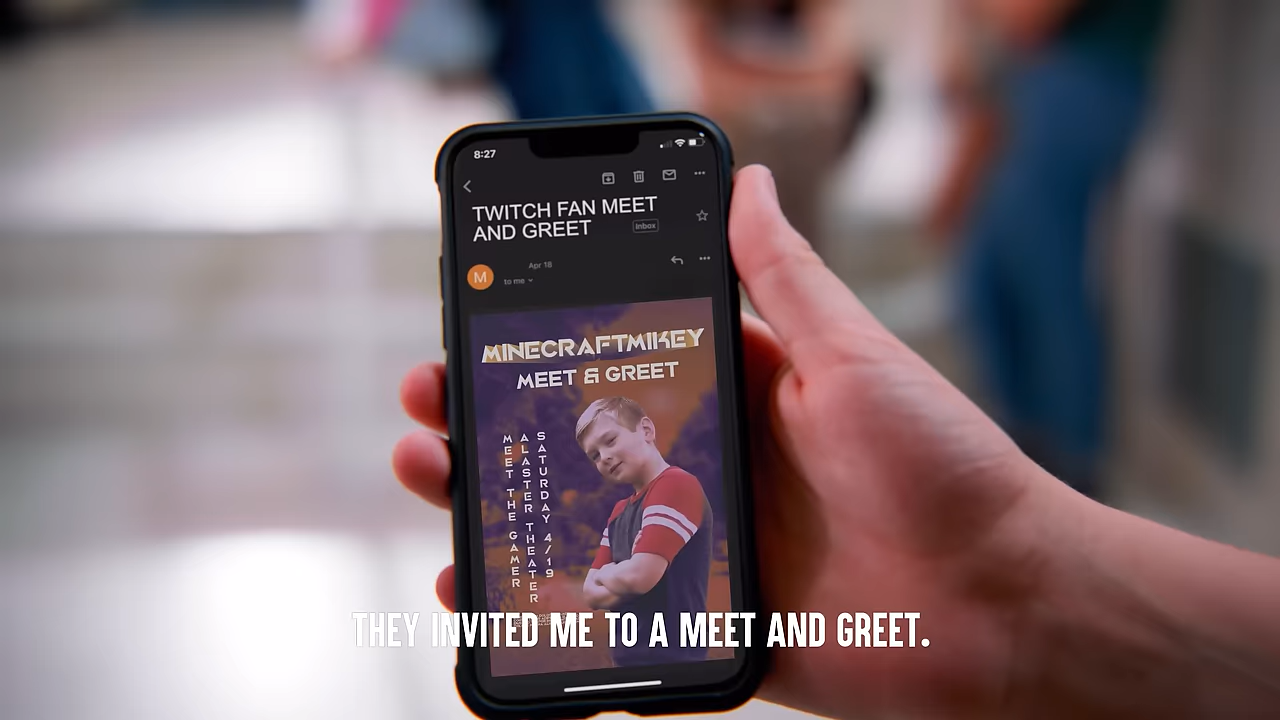 8:27
TWITCH FAN MEET
AND GREET
Inbox
M
Apr 18
to me
MINECRAFTMIKEY
MEET & GREET
MEET THE GAMER
ALASTER THEATER
SATURDAY 4/19
THEY INVITED ME TO A MEET AND GREET.